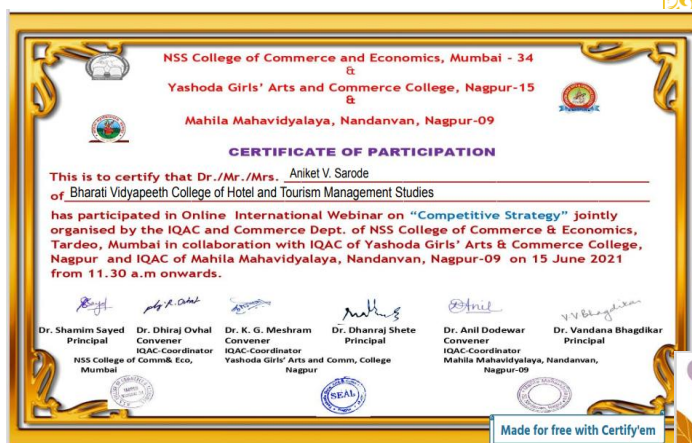 NSS College of Commerce and Economics, Mumbai - 34
&
Yashoda Girls' Arts and Commerce College, Nagpur-15
&
Mahila Mahavidyalaya, Nandanvan, Nagpur-09
CERTIFICATE OF PARTICIPATION
This is to certify that Dr./Mr./Mrs. Aniket V. Sarode
of Bharati Vidyapeeth College of Hotel and Tourism Management Studies
has participated in Online International Webinar on “Competitive Strategy” jointly
organised by the IQAC and Commerce Dept. of NSS College of Commerce & Economics,
Tardeo, Mumbai in collaboration with IQAC of Yashoda Girls' Arts & Commerce College,
Nagpur and IQAC of Mahila Mahavidyalaya, Nandanvan, Nagpur-09 on 15 June 2021
from 11.30 a.m onwards.
Anil
V V Bhagdikar
Dr. Shamim Sayed Dr. Dhiraj Ovhal Dr. K. G. Meshram Dr. Dhanraj Shete Dr. Anil Dodewar Dr. Vandana Bhagdikar
Principal Convener Convener Principal Convener Principal
IQAC-Coordinator IQAC-Coordinator IQAC-Coordinator
NSS College of Comm& Eco, Yashoda Girls' Arts and Comm, College Mahila Mahavidyalaya, Nandanvan,
Mumbai Nagpur Nagpur-09
SEAL
Made for free with Certify'em